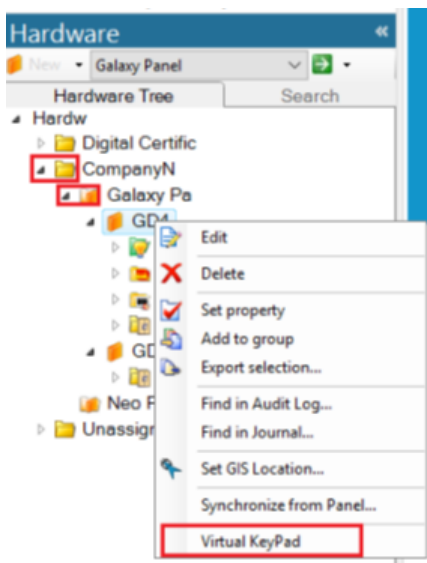 Hardware «
New Galaxy Panel
Hardware Tree Search
Hardw
Digital Certific
CompanyN
Galaxy Pa
GD4
Edit
Delete
Set property
Add to group
GD
Export selection...
Neo P
Find in Audit Log...
Unassign
Find in Journal...
Set GIS Location...
Synchronize from Panel...
Virtual KeyPad